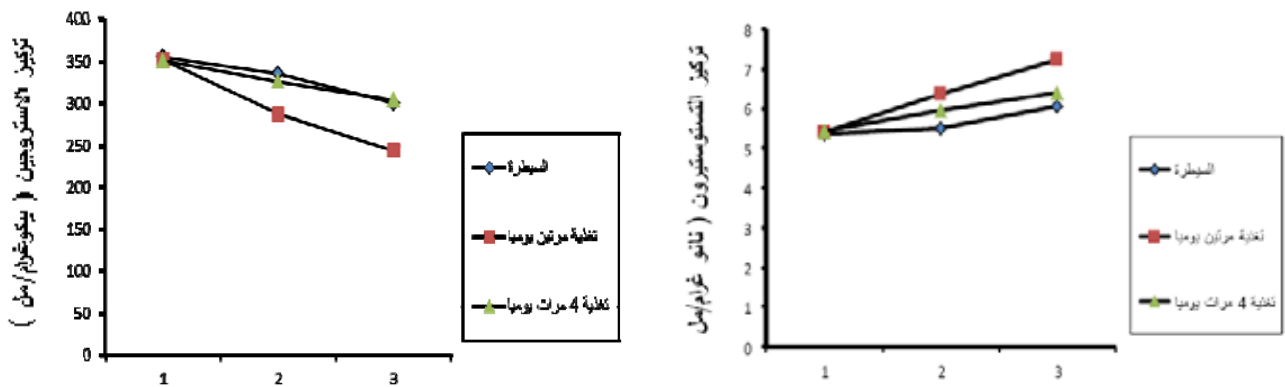 400
350
300
250
200
150
100
50
0
1 2 3
تركيز الاستروجين ( بيكوغرام/مل )
السيطرة
تغذية مرتين يوميا
تغذية 4 مرات يوميا
8
7
6
5
4
3
2
1
0
1 2 3
تركيز التستوستيرون ( نانو غرام/مل
السيطرة
تغذية مرتين يوميا
تغذية 4 مرات يوميا